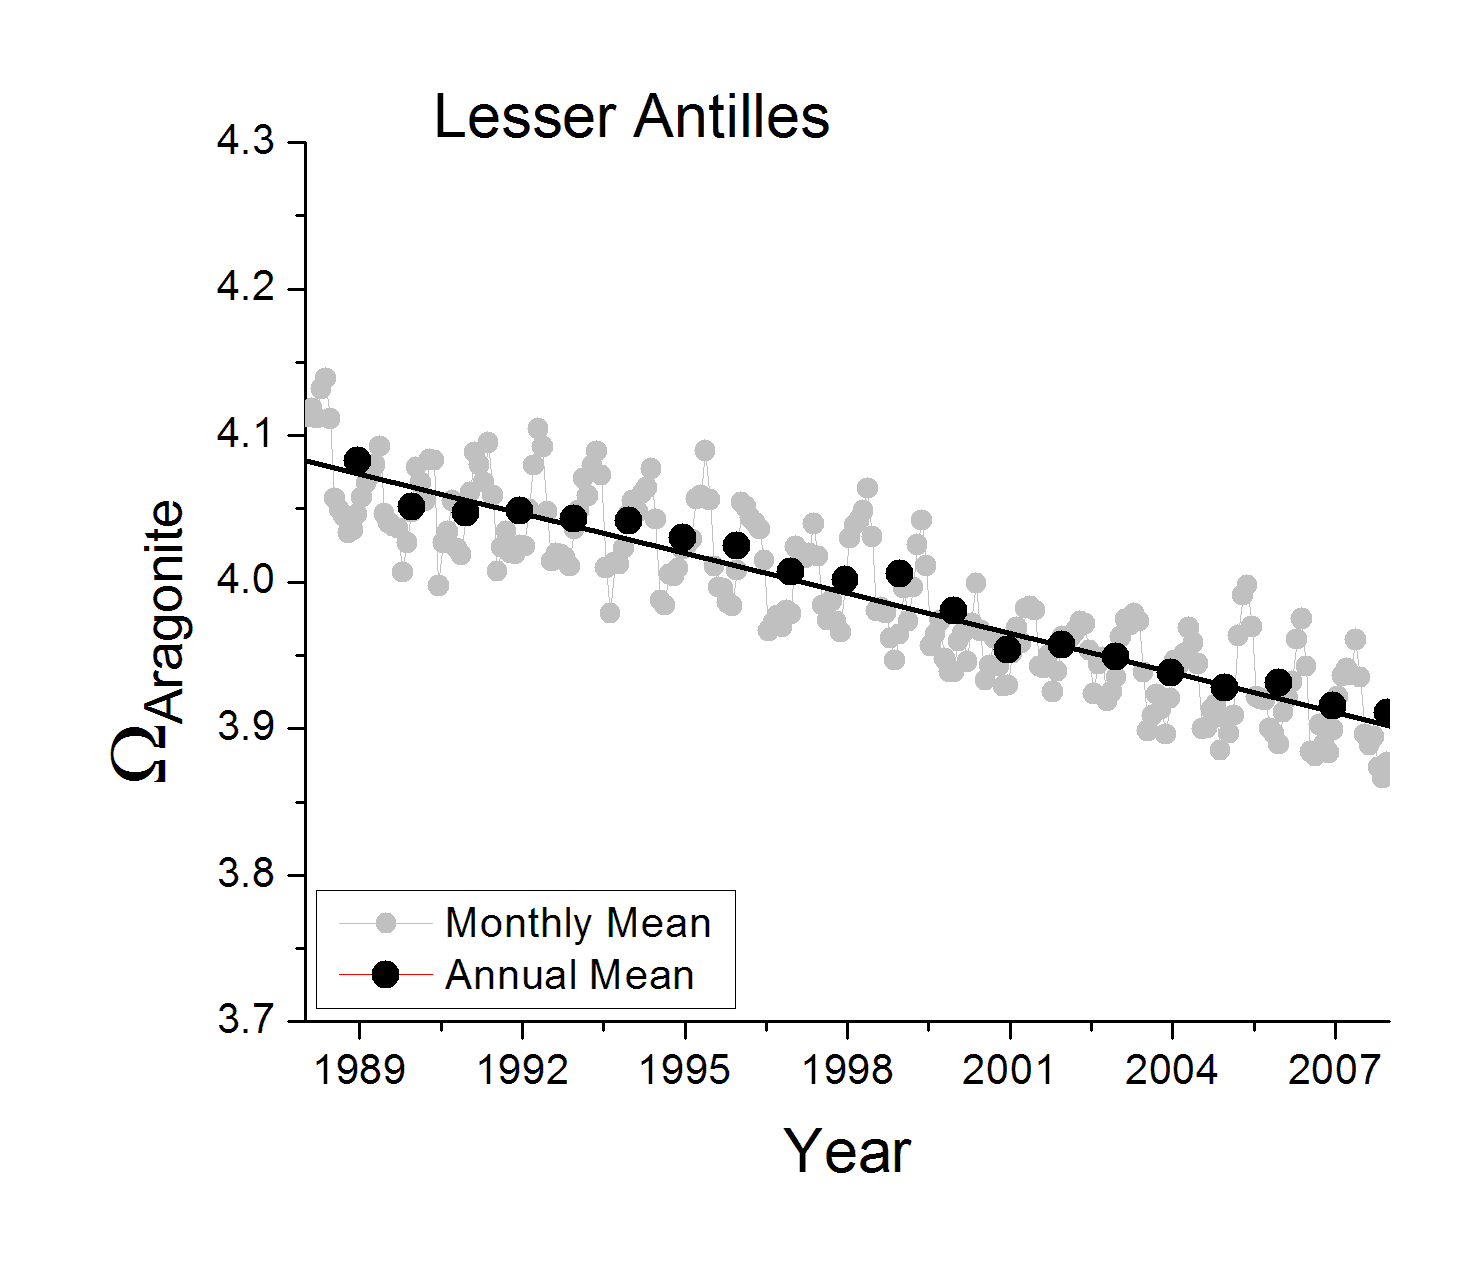 Lesser Antilles
4.3
4.2
4.1
4.0
3.9
3.8
3.7
ΩAragonite
Monthly Mean
Annual Mean
1989 1992 1995 1998 2001 2004 2007
Year